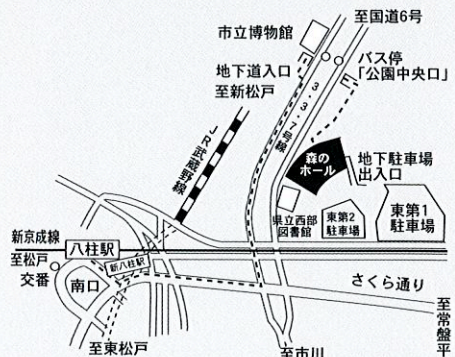 至国道6号
市立博物館
バス停
「公園中央口」
地下道入口
至新松戸
3・3・7号線
JR武蔵野線
森の
ホール
地下駐車場
出入口
県立西部
図書館
東第2
駐車場
東第1
駐車場
新京成線
八柱駅
至松戸
新八柱駅
交番
南口
さくら通り
至常盤平
至東松戸
至市川